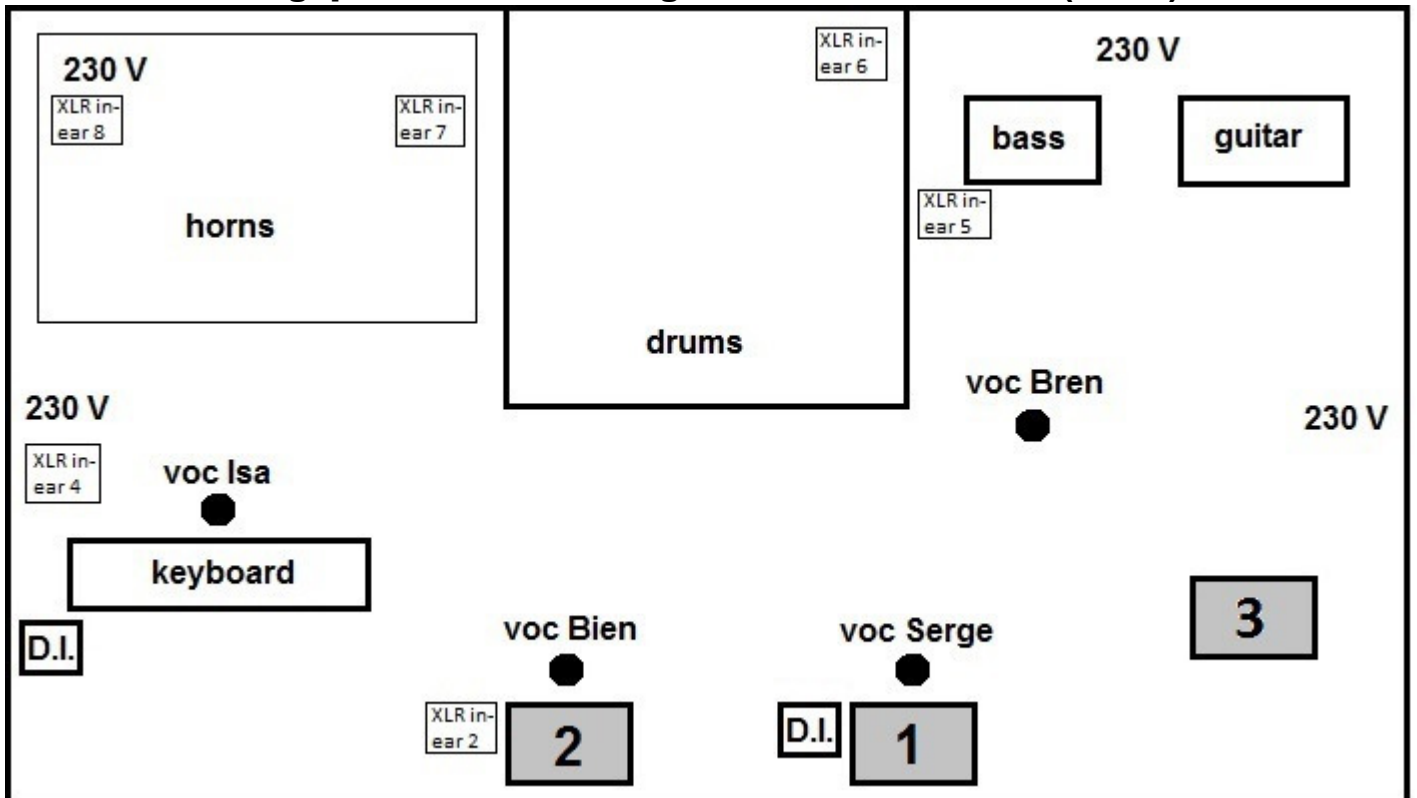 230 V
XLR in-
ear 8
XLR in-
ear 7
horns
XLR in-
ear 6
drums
230 V
bass
guitar
XLR in-
ear 5
voc Bren
230 V
230 V
XLR in-
ear 4
voc Isa
keyboard
D.I.
voc Bien
XLR in-
ear 2
2
voc Serge
D.I.
1
3